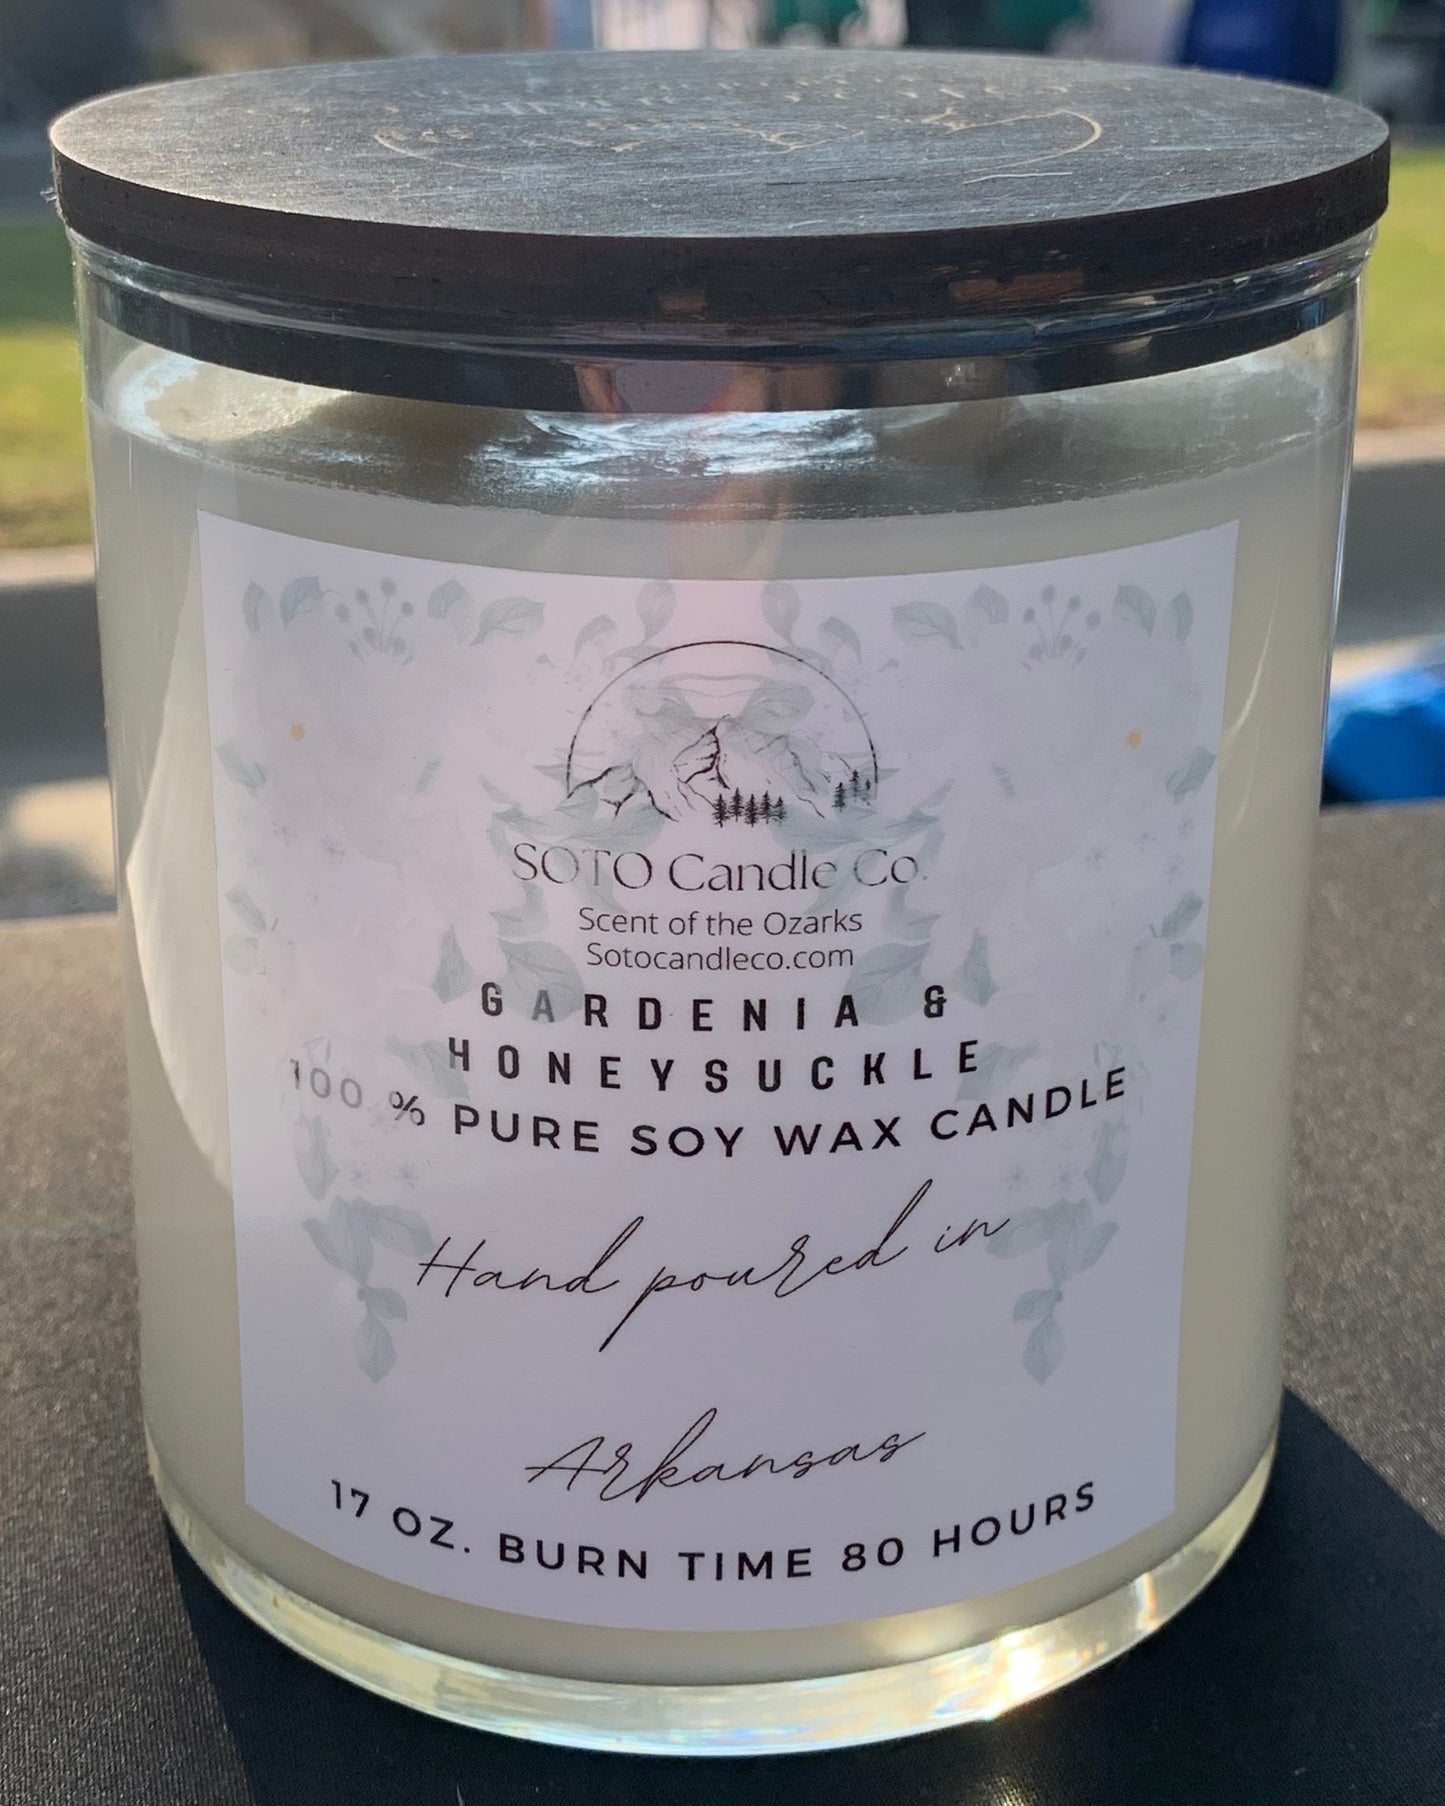 SOTO Candle Co.
Scent of the Ozarks
Sotocandleco.com
GARDENIA &
HONEYSUCKLE
100 % PURE SOY WAX CANDLE
Hand poured in
Arkansas
17 OZ. BURN TIME 80 HOURS